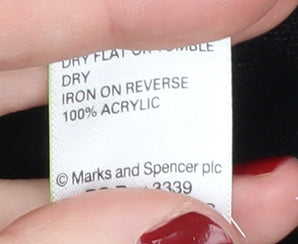 DRY FLAT OR TUMBLE
DRY
IRON ON REVERSE
100% ACRYLIC
© Marks and Spencer plc
3339